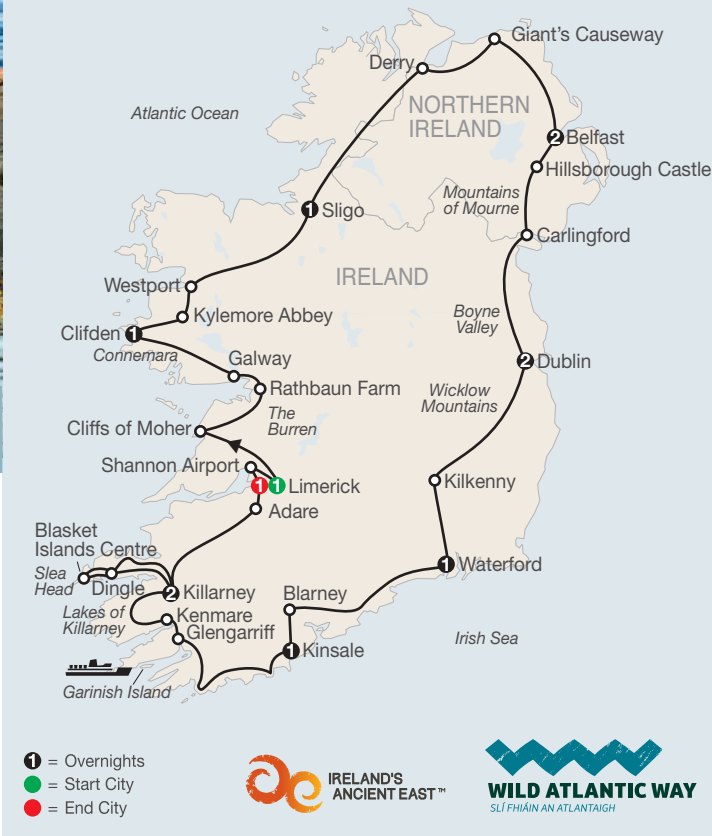 Giant's Causeway
Derry
Atlantic Ocean
NORTHERN
IRELAND
2 Belfast
Hillsborough Castle
Mountains
of Mourne
1 Sligo
Carlingford
Westport
IRELAND
Kylemore Abbey
Boyne
Valley
Clifden 1
Connemara
Galway
2 Dublin
Rathbaun Farm
Wicklow
Mountains
The
Burren
Cliffs of Moher
Shannon Airport
1 1 Limerick
Kilkenny
Adare
Blasket
Islands Centre
Slea
Head
Dingle
2 Killarney
1 Waterford
Lakes of
Killarney
Kenmare
Blarney
Glengarriff
1 Kinsale
Irish Sea
Garinish Island
1 = Overnights
= Start City
= End City
IRELAND'S
ANCIENT EAST™
WILD ATLANTIC WAY
SLÍ FHIÁIN AN ATLANTAIGH